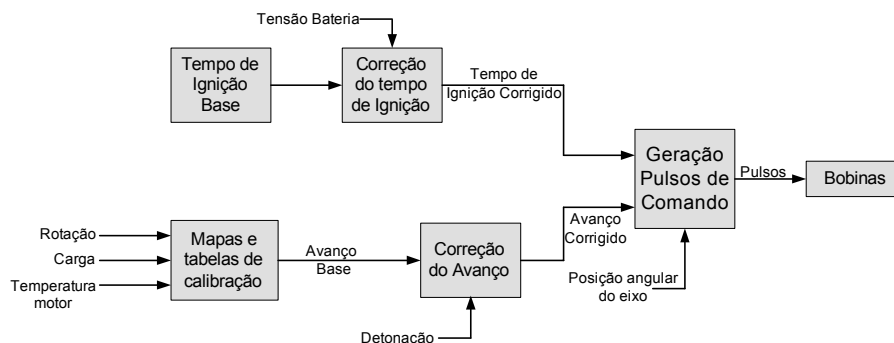 Tensão Bateria
Tempo de
Ignição
Base
Correção
do tempo
de Ignição
Tempo de
Ignição Corrigido
Geração
Pulsos de
Comando
Pulsos
Bobinas
Rotação
Carga
Temperatura
motor
Mapas e
tabelas de
calibração
Avanço
Base
Correção
do Avanço
Avanço
Corrigido
Posição angular
do eixo
Detonação